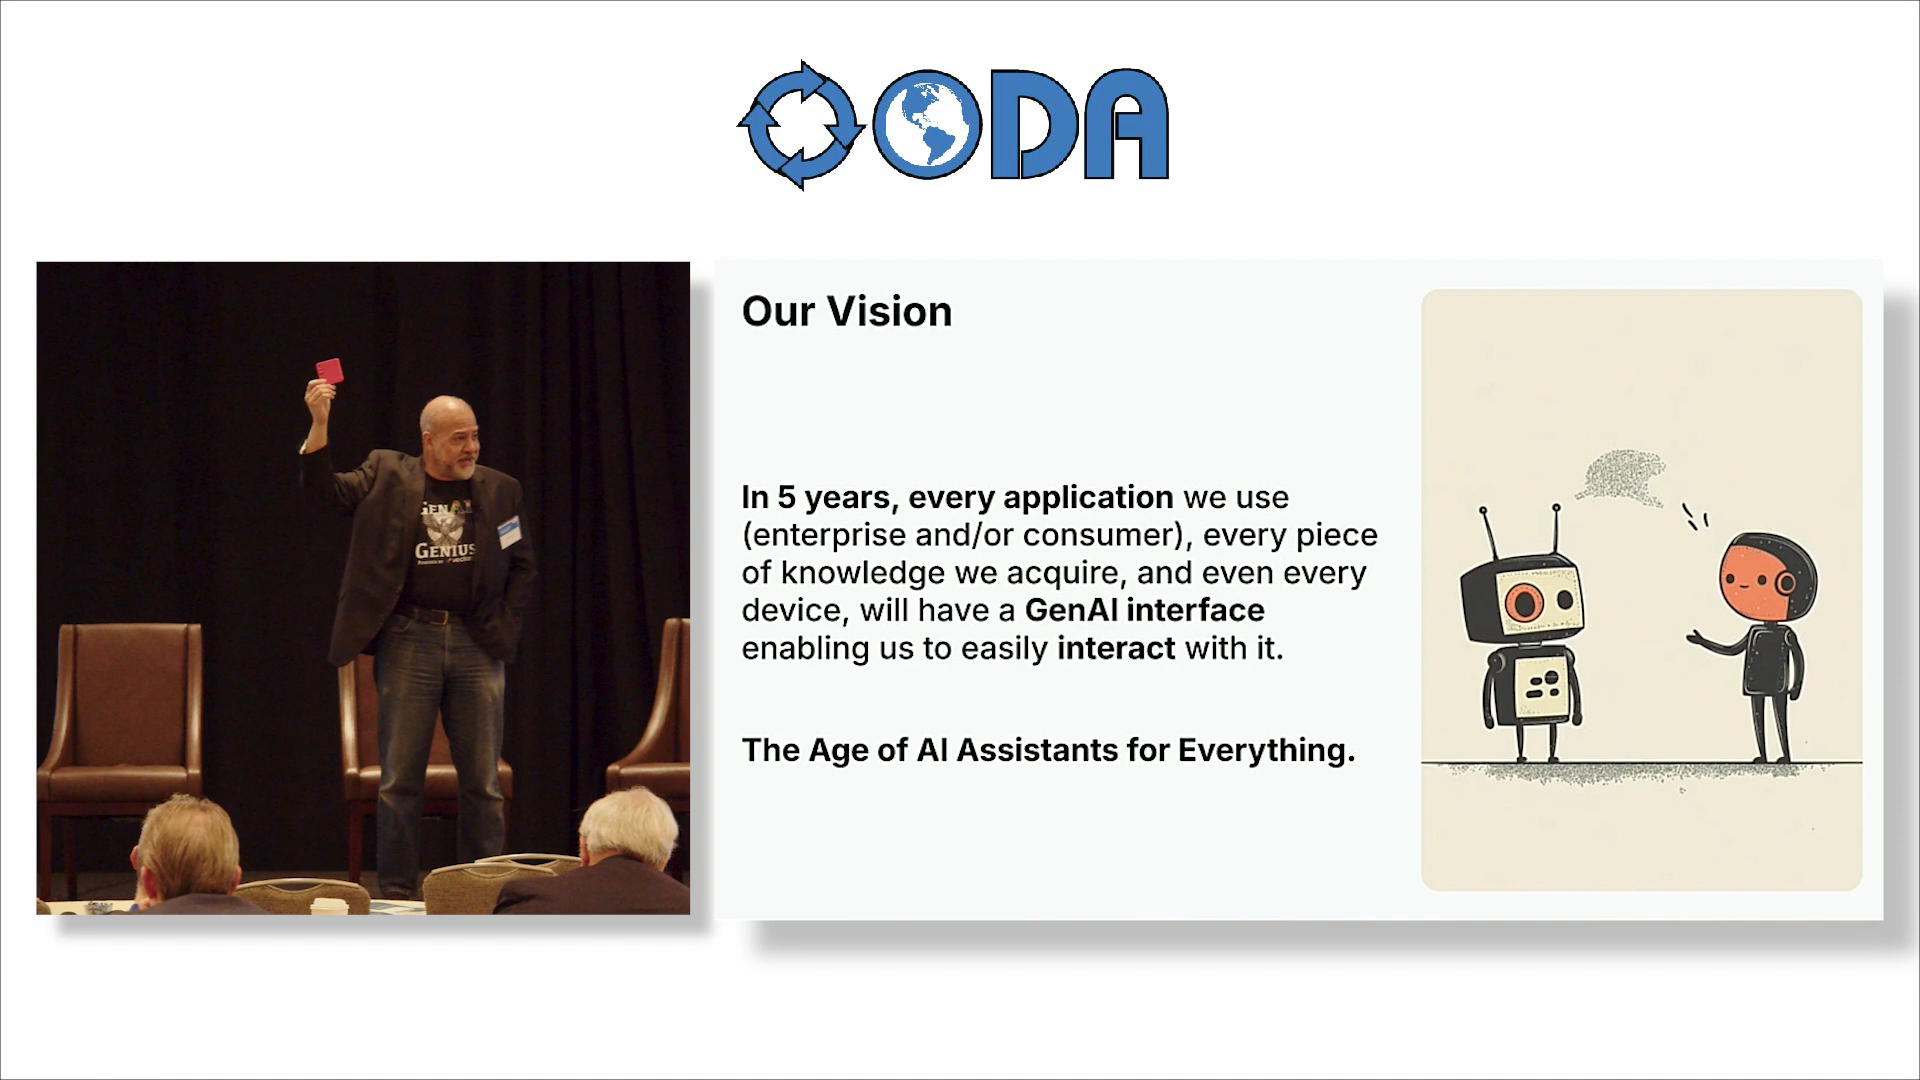 OODA
Our Vision
In 5 years, every application we use
(enterprise and/or consumer), every piece
of knowledge we acquire, and even every
device, will have a GenAI interface
enabling us to easily interact with it.
The Age of AI Assistants for Everything.
GENAI
GENIUS